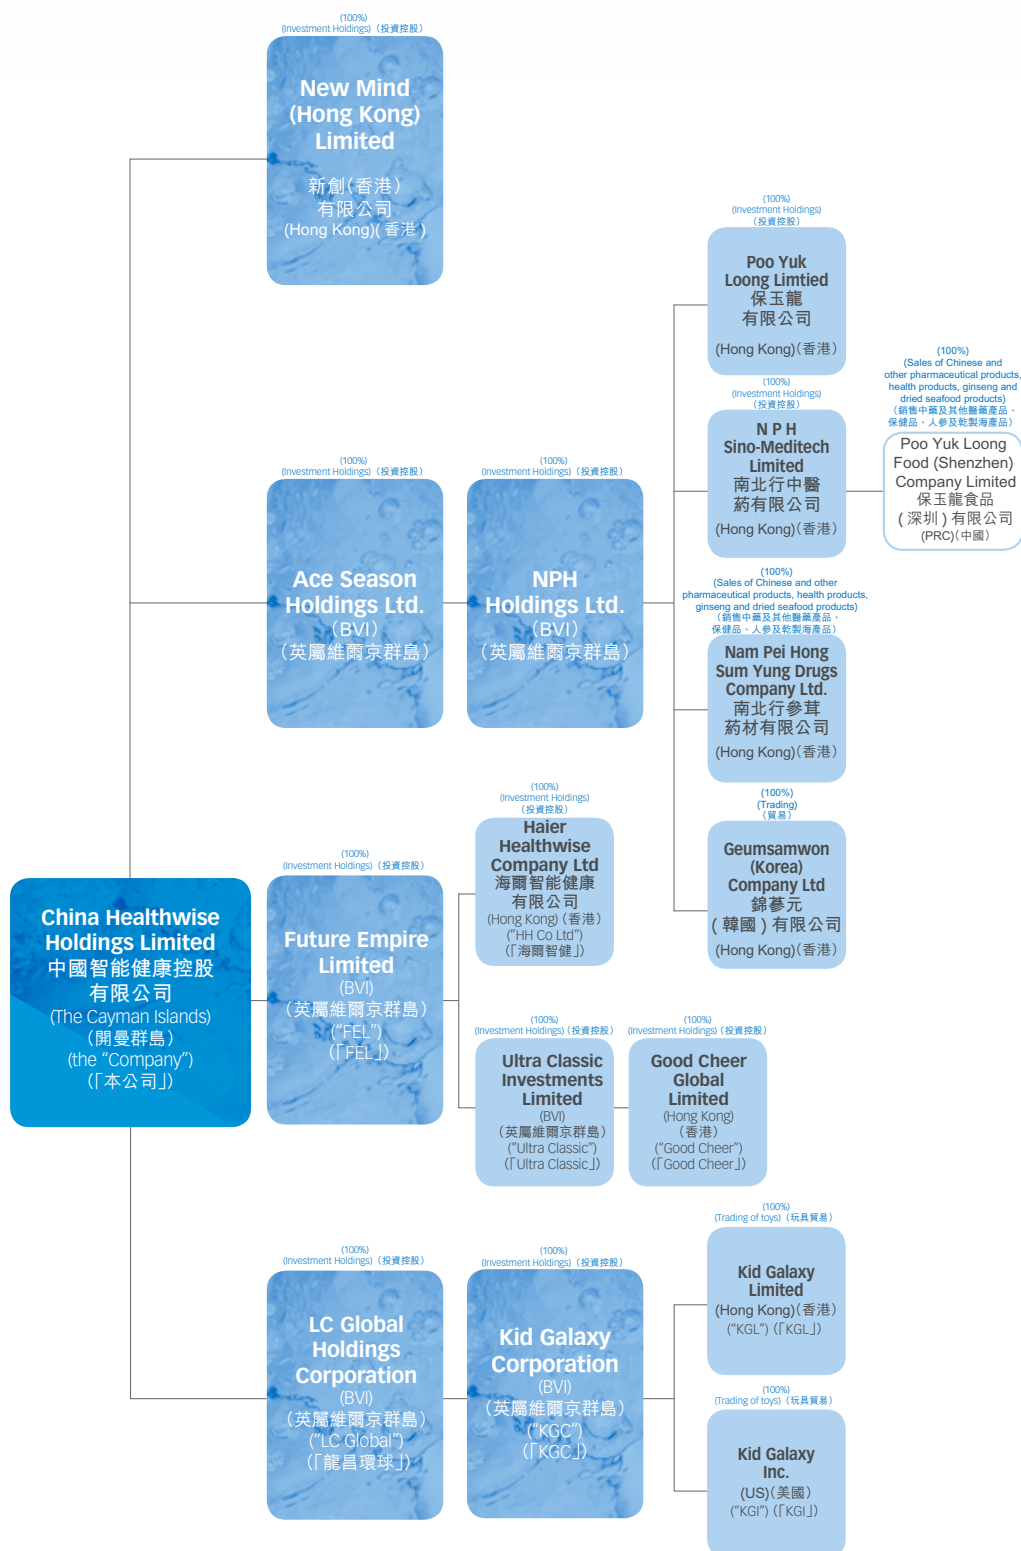 (100%)
(Investment Holdings)（投資控股）
New Mind
(Hong Kong)
Limited
新創（香港）
有限公司
(Hong Kong)( 香港 )
(100%)
(Investment Holdings)
（投資控股）
Poo Yuk
Loong Limtied
保玉龍
有限公司
(Hong Kong)（香港）
(100%)
(Investment Holdings)
（投資控股）
N P H
Sino-Meditech
Limited
南北行中醫
葯有限公司
(Hong Kong)（香港）
(100%)
(Sales of Chinese and
other pharmaceutical products,
health products, ginseng and
dried seafood products)
（銷售中藥及其他醫藥產品、
保健品、人參及乾製海產品）
Poo Yuk Loong
Food (Shenzhen)
Company Limited
保玉龍食品
( 深圳 ) 有限公司
(PRC)（中國）
(100%)
(Investment Holdings)（投資控股）
Ace Season
Holdings Ltd.
（BVI）
（英屬維爾京群島）
(100%)
(Investment Holdings)（投資控股）
NPH
Holdings Ltd.
（BVI）
（英屬維爾京群島）
(100%)
(Sales of Chinese and other
pharmaceutical products, health products,
ginseng and dried seafood products)
（銷售中藥及其他醫藥產品、
保健品、人參及乾製海產品）
Nam Pei Hong
Sum Yung Drugs
Company Ltd.
南北行參茸
葯材有限公司
(Hong Kong)（香港）
(100%)
(Trading)
（貿易）
Geumsamwon
(Korea)
Company Ltd
錦蔘元
( 韓國 ) 有限公司
(Hong Kong)（香港）
(100%)
(Investment Holdings)
（投資控股）
Haier
Healthwise
Company Ltd
海爾智能健康
有限公司
(Hong Kong)（香港）
("HH Co Ltd")
（「海爾智健」）
China Healthwise
Holdings Limited
中國智能健康控股
有限公司
(The Cayman Islands)
（開曼群島）
(the “Company”)
（「本公司」）
(100%)
(Investment Holdings)（投資控股）
Future Empire
Limited
(BVI)
（英屬維爾京群島）
(“FEL”)
（「FEL」）
(100%)
(Investment Holdings)（投資控股）
Ultra Classic
Investments
Limited
(BVI)
（英屬維爾京群島）
("Ultra Classic")
（「Ultra Classic」）
(100%)
(Investment Holdings)（投資控股）
Good Cheer
Global
Limited
(Hong Kong)
（香港）
(“Good Cheer”)
（「Good Cheer」）
(100%)
(Investment Holdings)（投資控股）
LC Global
Holdings
Corporation
(BVI)
（英屬維爾京群島）
(“LC Global”)
（「龍昌環球」）
(100%)
(Investment Holdings)（投資控股）
Kid Galaxy
Corporation
(BVI)
（英屬維爾京群島）
(“KGC”)
（「KGC」）
(100%)
(Trading of toys)（玩具貿易）
Kid Galaxy
Limited
(Hong Kong)（香港）
(“KGL”)（「KGL」）
(100%)
(Trading of toys)（玩具貿易）
Kid Galaxy
Inc.
(US)（美國）
(“KGI”)（「KGI」）